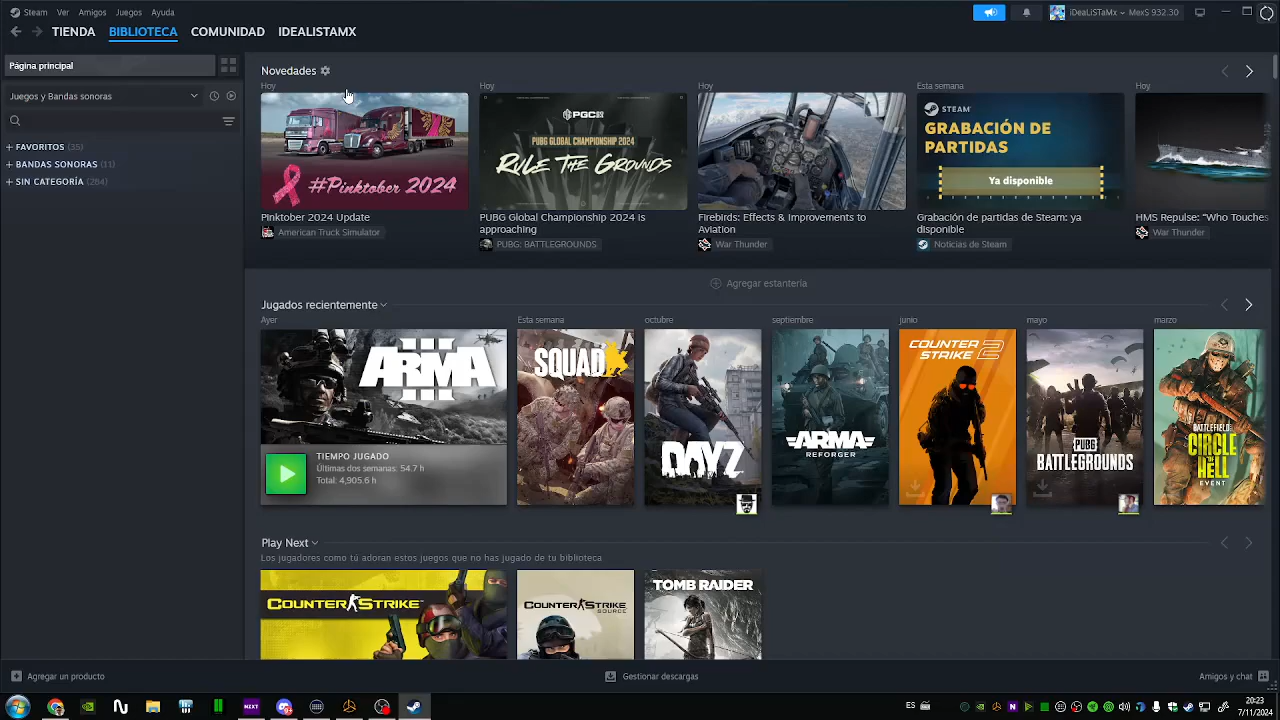 Steam Ver Amigos Juegos Ayuda
iDeaLiSTaMx Mex$ 932.30
TIENDA BIBLIOTECA COMUNIDAD IDEALISTAMX
Página principal
Juegos y Bandas sonoras
+ FAVORITOS (35)
+ BANDAS SONORAS (11)
+ SIN CATEGORÍA (264)
Novedades
Hoy
#Pinktober 2024
Pinktober 2024 Update
American Truck Simulator
Hoy
PGC 2024
PUBG GLOBAL CHAMPIONSHIP 2024
RULE THE GROUNDS
PUBG Global Championship 2024 is
approaching
PUBG: BATTLEGROUNDS
Hoy
Firebirds: Effects & Improvements to
Aviation
War Thunder
Esta semana
STEAM
GRABACIÓN DE
PARTIDAS
Ya disponible
Grabación de partidas de Steam: ya
disponible
Noticias de Steam
Hoy
HMS Repulse: "Who Touches
War Thunder
Agregar estantería
Jugados recientemente
Ayer
ARMA III
TIEMPO JUGADO
Últimas dos semanas: 54.7 h
Total: 4,905.6 h
Esta semana
SQUAD
octubre
DAYZ
septiembre
ARMA
REFORGER
junio
COUNTER
STRIKE 2
mayo
PUBG
BATTLEGROUNDS
marzo
BATTLEFIELD:
CIRCLE
OF
HELL
EVENT
Play Next
Los jugadores como tú adoran estos juegos que no has jugado de tu biblioteca
COUNTER STRIKE
COUNTER STRIKE
SOURCE
TOMB RAIDER
Agregar un producto
Gestionar descargas
Amigos y chat
NEXT
ES
20:23
7/11/2024